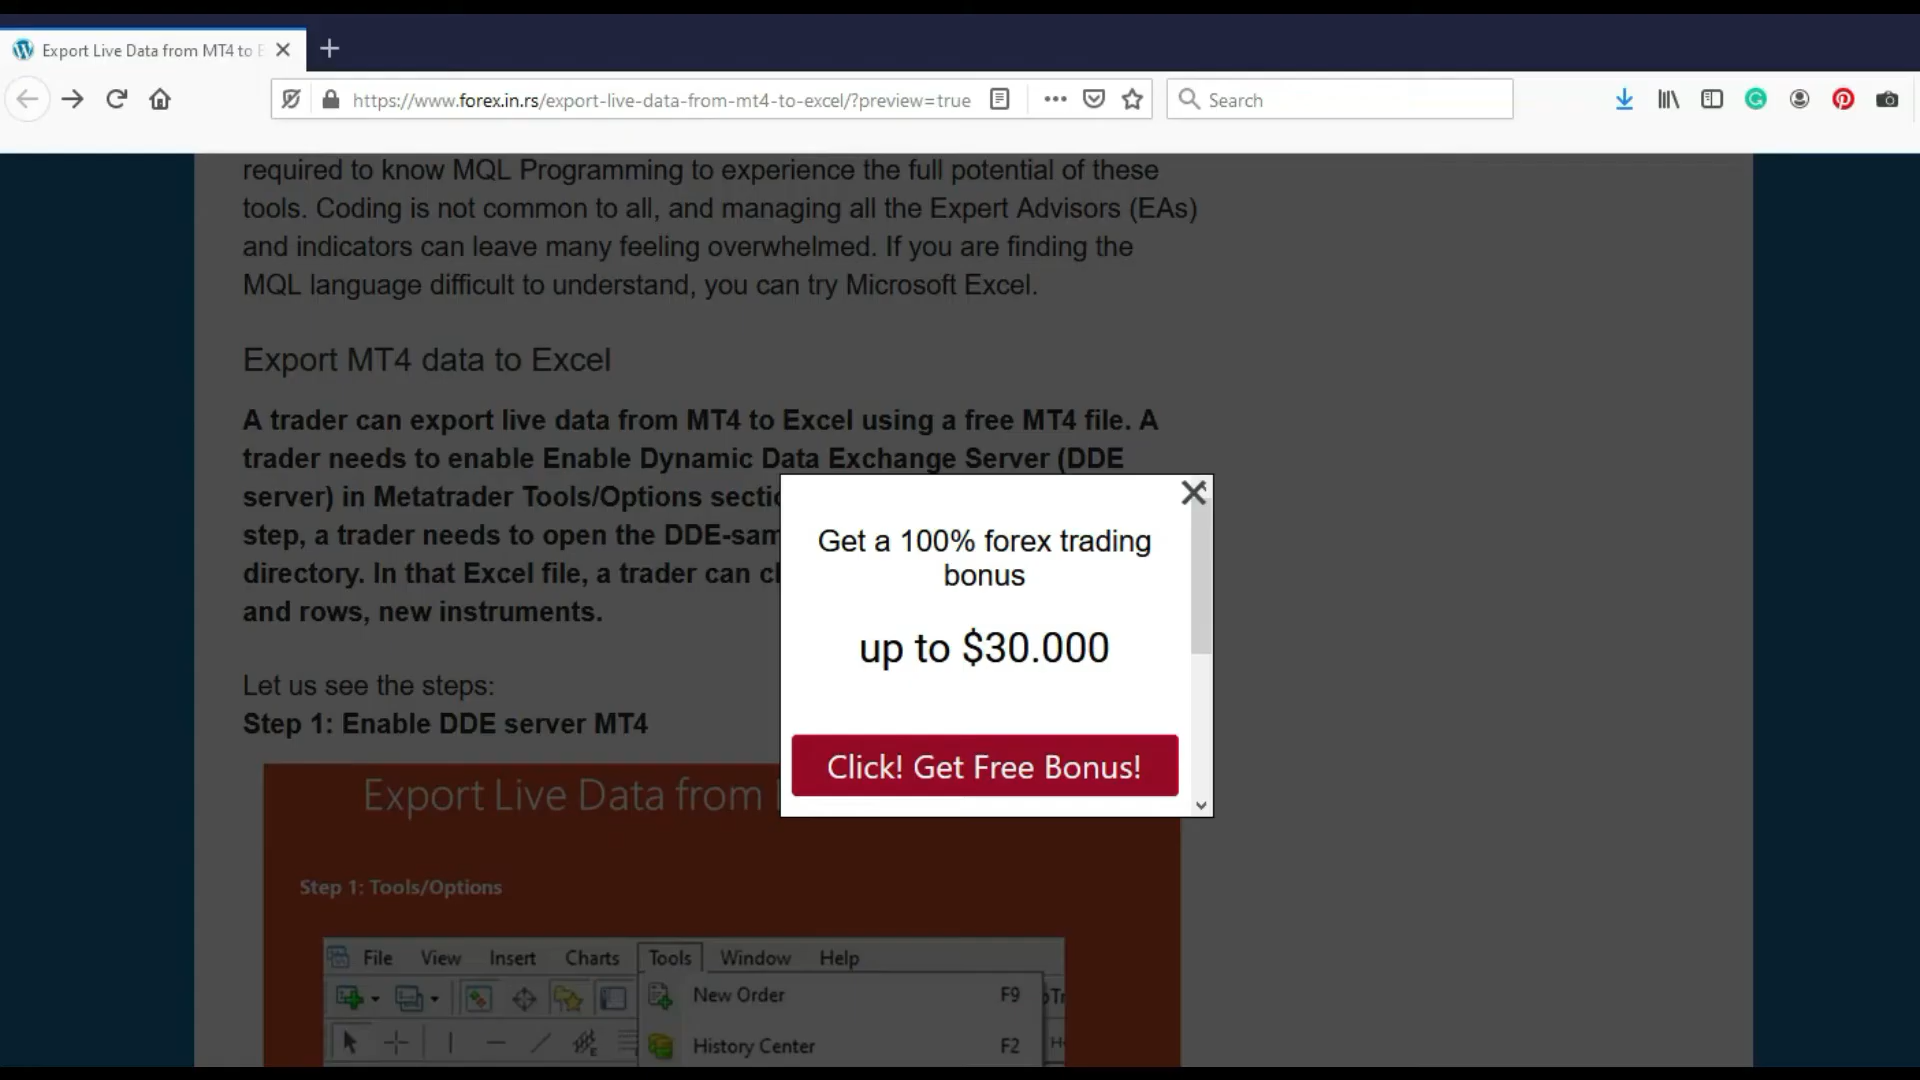 Export Live Data from MT4 to E
https://www.forex.in.rs/export-live-data-from-mt4-to-excel/?preview=true
Search
required to know MQL Programming to experience the full potential of these
tools. Coding is not common to all, and managing all the Expert Advisors (EAs)
and indicators can leave many feeling overwhelmed. If you are finding the
MQL language difficult to understand, you can try Microsoft Excel.
Export MT4 data to Excel
A trader can export live data from MT4 to Excel using a free MT4 file. A
trader needs to enable Enable Dynamic Data Exchange Server (DDE
server) in Metatrader Tools/Options sectio
step, a trader needs to open the DDE-sam
directory. In that Excel file, a trader can cl
and rows, new instruments.
Get a 100% forex trading
bonus
up to $30.000
Click! Get Free Bonus!
Let us see the steps:
Step 1: Enable DDE server MT4
Export Live Data from
Step 1: Tools/Options
File View Insert Charts Tools Window Help
New Order F9
History Center F2